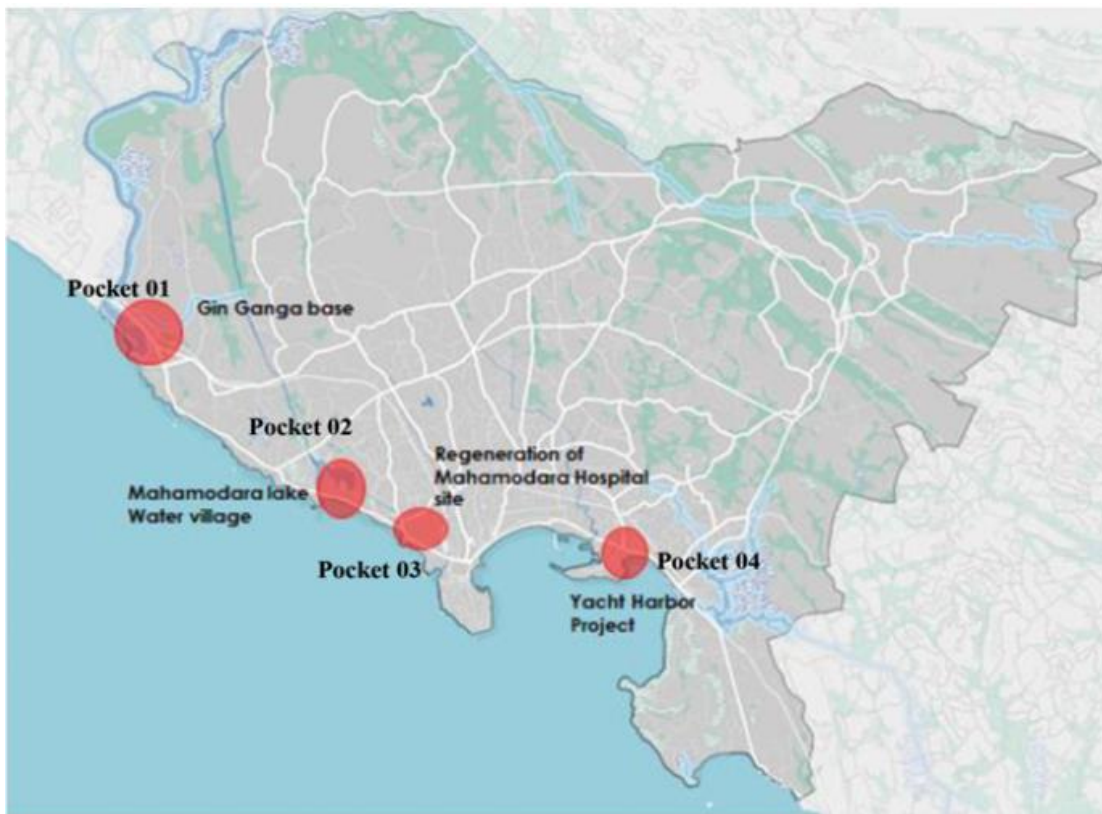 Pocket 01
Gin Ganga base
Pocket 02
Mahamodara lake
Water village
Regeneration of
Mahamodara Hospital
site
Pocket 03
Pocket 04
Yacht Harbor
Project